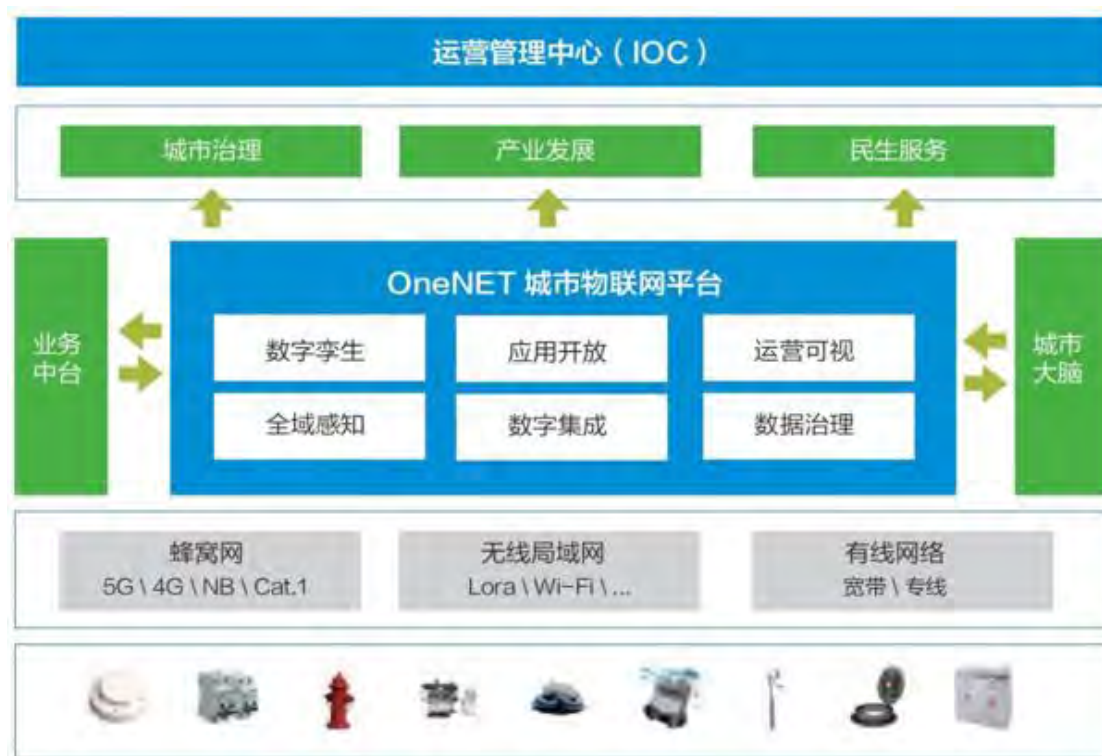 运营管理中心（IOC）
城市治理
产业发展
民生服务
业务
中台
OneNET 城市物联网平台
数字孪生
应用开放
运营可视
全域感知
数字集成
数据治理
城市
大脑
蜂窝网
5G\4G\NB\Cat.1
无线局域网
Lora\Wi-Fi\...
有线网络
宽带\专线